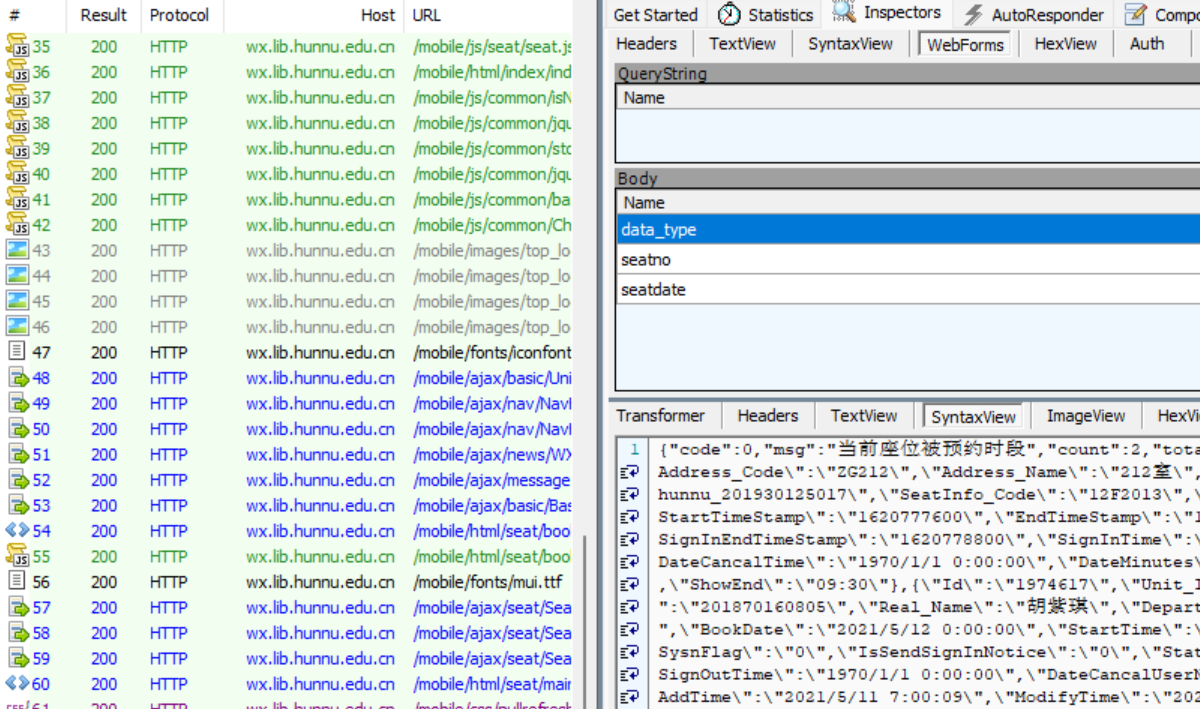 # Result Protocol Host URL
35 200 HTTP wx.lib.hunnu.edu.cn /mobile/js/seat/seat.js
36 200 HTTP wx.lib.hunnu.edu.cn /mobile/html/index/ind
37 200 HTTP wx.lib.hunnu.edu.cn /mobile/js/common/isN
38 200 HTTP wx.lib.hunnu.edu.cn /mobile/js/common/jqu
39 200 HTTP wx.lib.hunnu.edu.cn /mobile/js/common/sto
40 200 HTTP wx.lib.hunnu.edu.cn /mobile/js/common/jqu
41 200 HTTP wx.lib.hunnu.edu.cn /mobile/js/common/ba
42 200 HTTP wx.lib.hunnu.edu.cn /mobile/js/common/Ch
43 200 HTTP wx.lib.hunnu.edu.cn /mobile/images/top_lo
44 200 HTTP wx.lib.hunnu.edu.cn /mobile/images/top_lo
45 200 HTTP wx.lib.hunnu.edu.cn /mobile/images/top_lo
46 200 HTTP wx.lib.hunnu.edu.cn /mobile/images/top_lo
47 200 HTTP wx.lib.hunnu.edu.cn /mobile/fonts/iconfont
48 200 HTTP wx.lib.hunnu.edu.cn /mobile/ajax/basic/Uni
49 200 HTTP wx.lib.hunnu.edu.cn /mobile/ajax/nav/Nav
50 200 HTTP wx.lib.hunnu.edu.cn /mobile/ajax/nav/Nav
51 200 HTTP wx.lib.hunnu.edu.cn /mobile/ajax/news/WX
52 200 HTTP wx.lib.hunnu.edu.cn /mobile/ajax/message
53 200 HTTP wx.lib.hunnu.edu.cn /mobile/ajax/basic/Bas
54 200 HTTP wx.lib.hunnu.edu.cn /mobile/html/seat/boo
55 200 HTTP wx.lib.hunnu.edu.cn /mobile/html/seat/boo
56 200 HTTP wx.lib.hunnu.edu.cn /mobile/fonts/mui.ttf
57 200 HTTP wx.lib.hunnu.edu.cn /mobile/ajax/seat/Sea
58 200 HTTP wx.lib.hunnu.edu.cn /mobile/ajax/seat/Sea
59 200 HTTP wx.lib.hunnu.edu.cn /mobile/ajax/seat/Sea
60 200 HTTP wx.lib.hunnu.edu.cn /mobile/html/seat/mair
61 200 HTTP wx.lib.hunnu.edu.cn /mobile/css/pullrefresh
Get Started Statistics Inspectors AutoResponder Compo
Headers TextView SyntaxView WebForms HexView Auth
QueryString
Name
Body
Name
data_type
seatno
seatdate
Transformer Headers TextView SyntaxView ImageView HexVi
1 {"code":0,"msg":"当前座位被预约时段","count":2,"tota
Address_Code\":\"ZG212\",\"Address_Name\":\"212室\",
hunnu_201930125017\",\"SeatInfo_Code\":\"12F2013\",\
StartTimeStamp\":\"1620777600\",\"EndTimeStamp\":\"1
SignInEndTimeStamp\":\"1620778800\",\"SignInTime\":\
DateCancalTime\":\"1970/1/1 0:00:00\",\"DateMinutes\
,\"ShowEnd\":\"09:30\"},{\"Id\":\"1974617\",\"Unit_I
":\"201870160805\",\"Real_Name\":\"胡紫琪\",\"Depart
",\"BookDate\":\"2021/5/12 0:00:00\",\"StartTime\":\
SysnFlag\":\"0\",\"IsSendSignInNotice\":\"0\",\"Stat
SignOutTime\":\"1970/1/1 0:00:00\",\"DateCancalUserN
AddTime\":\"2021/5/11 7:00:09\",\"ModifyTime\":\"202